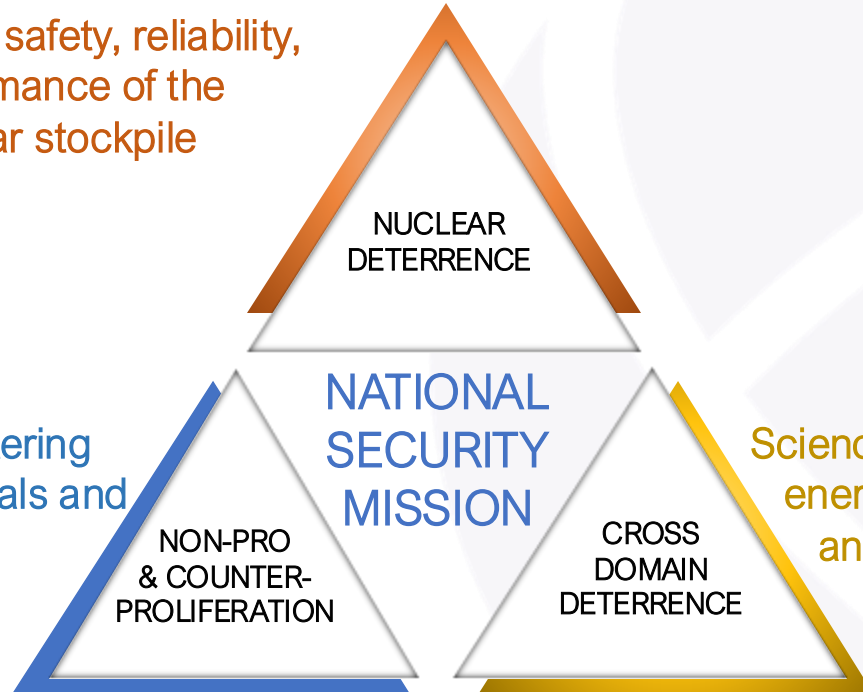 safety, reliability,
mance of the
ar stockpile
NUCLEAR
DETERRENCE
NATIONAL
SECURITY
MISSION
ering
als and
NON-PRO
& COUNTER-
PROLIFERATION
CROSS
DOMAIN
DETERRENCE
Scienc
ener
an